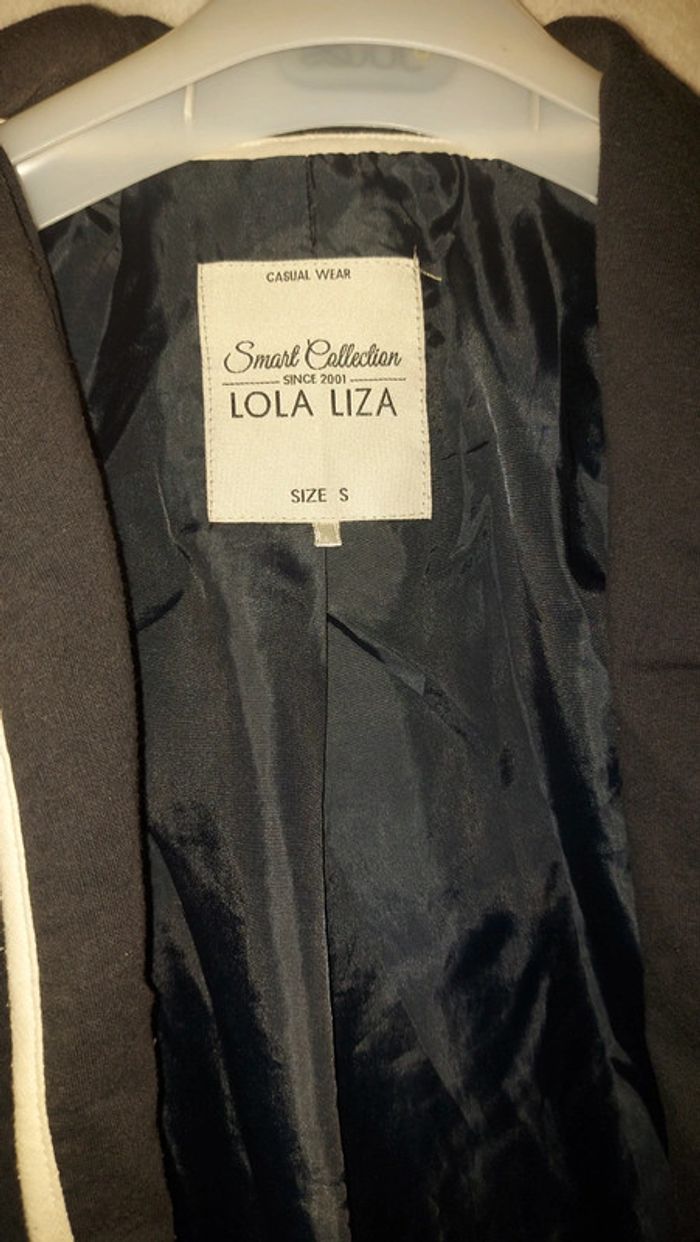 CASUAL WEAR
Smart Collection
SINCE 2001
LOLA LIZA
SIZE S